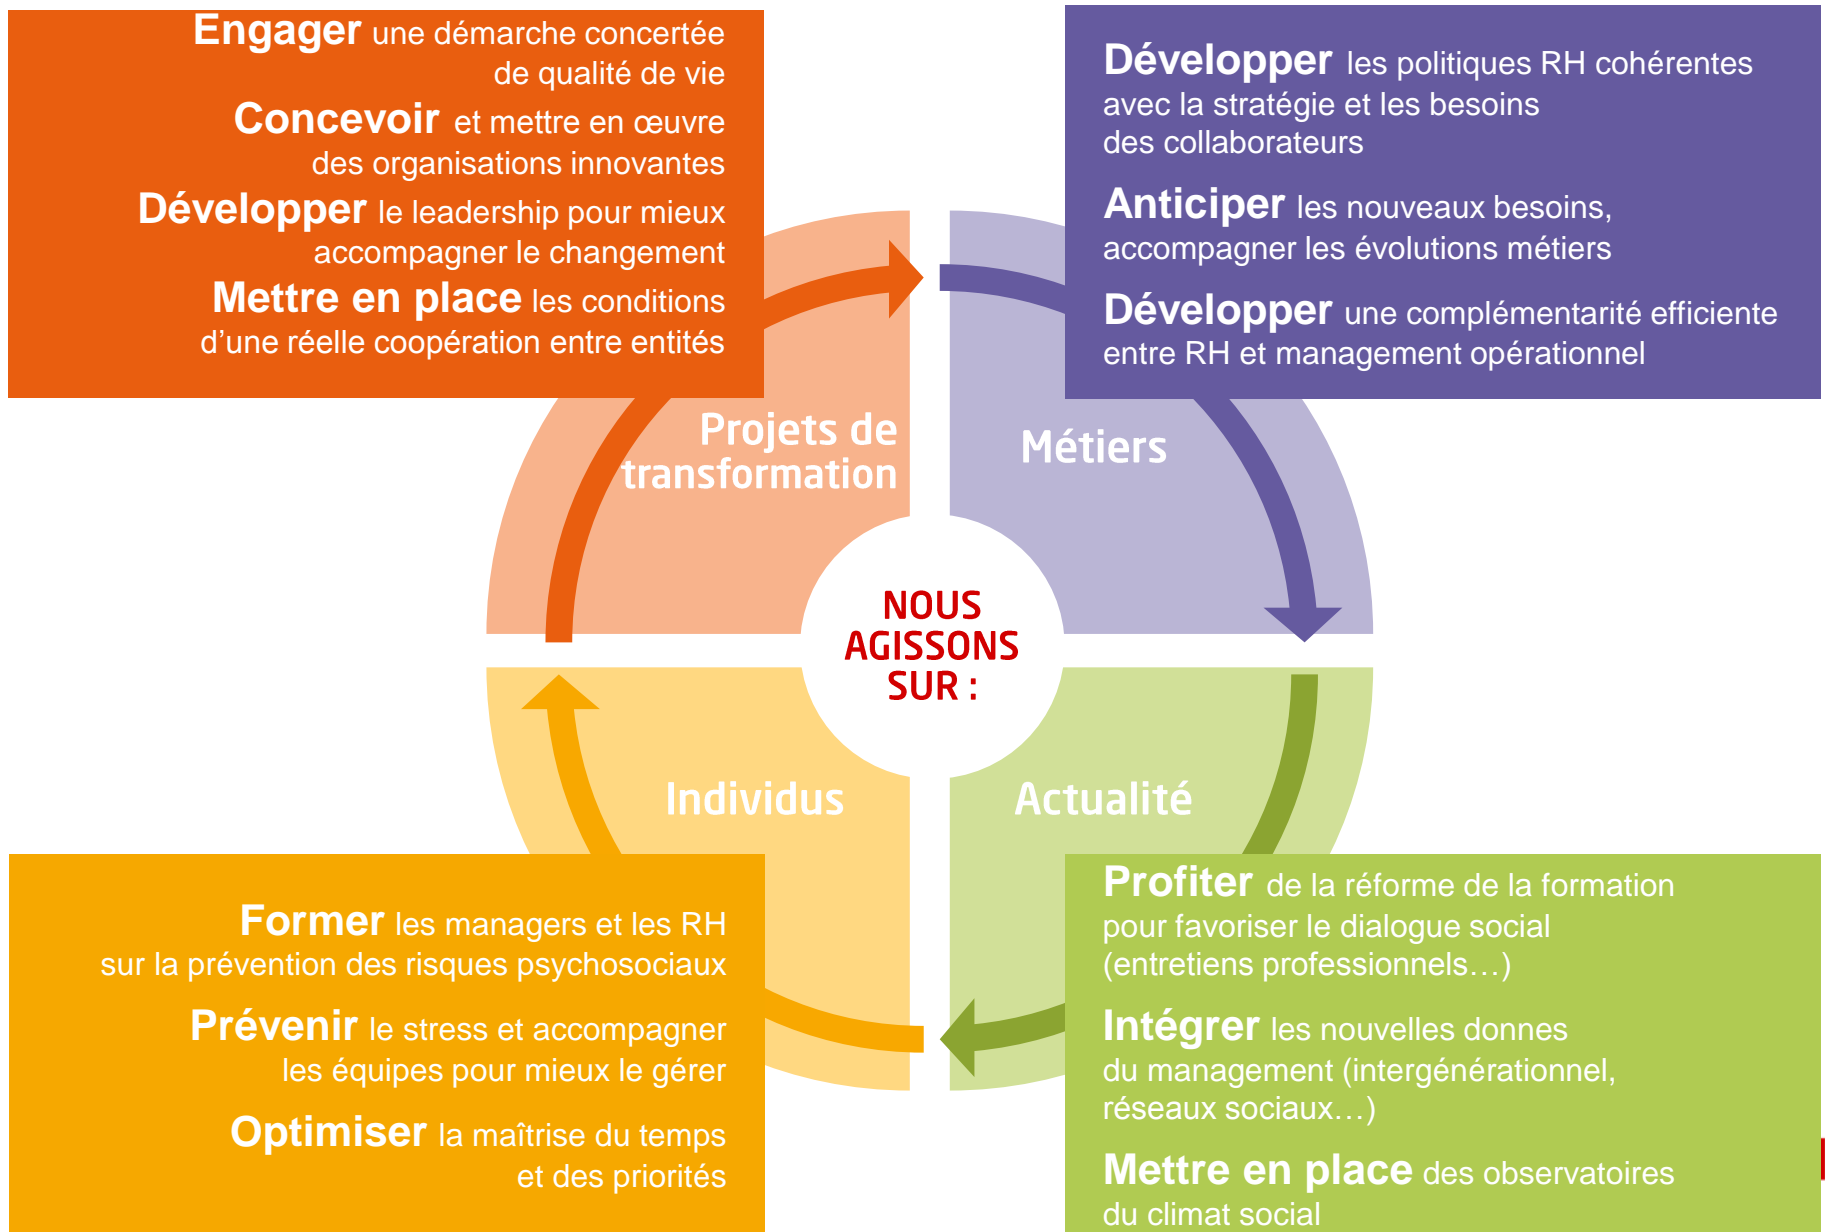 Engager une démarche concertée
de qualité de vie
Concevoir et mettre en œuvre
des organisations innovantes
Développer le leadership pour mieux
accompagner le changement
Mettre en place les conditions
d’une réelle coopération entre entités
Développer les politiques RH cohérentes
avec la stratégie et les besoins
des collaborateurs
Anticiper les nouveaux besoins,
accompagner les évolutions métiers
Développer une complémentarité efficiente
entre RH et management opérationnel
Projets de
transformation
Métiers
NOUS
AGISSONS
SUR :
Individus
Actualité
Former les managers et les RH
sur la prévention des risques psychosociaux
Prévenir le stress et accompagner
les équipes pour mieux le gérer
Optimiser la maîtrise du temps
et des priorités
Profiter de la réforme de la formation
pour favoriser le dialogue social
(entretiens professionnels…)
Intégrer les nouvelles donnes
du management (intergénérationnel,
réseaux sociaux…)
Mettre en place des observatoires
du climat social